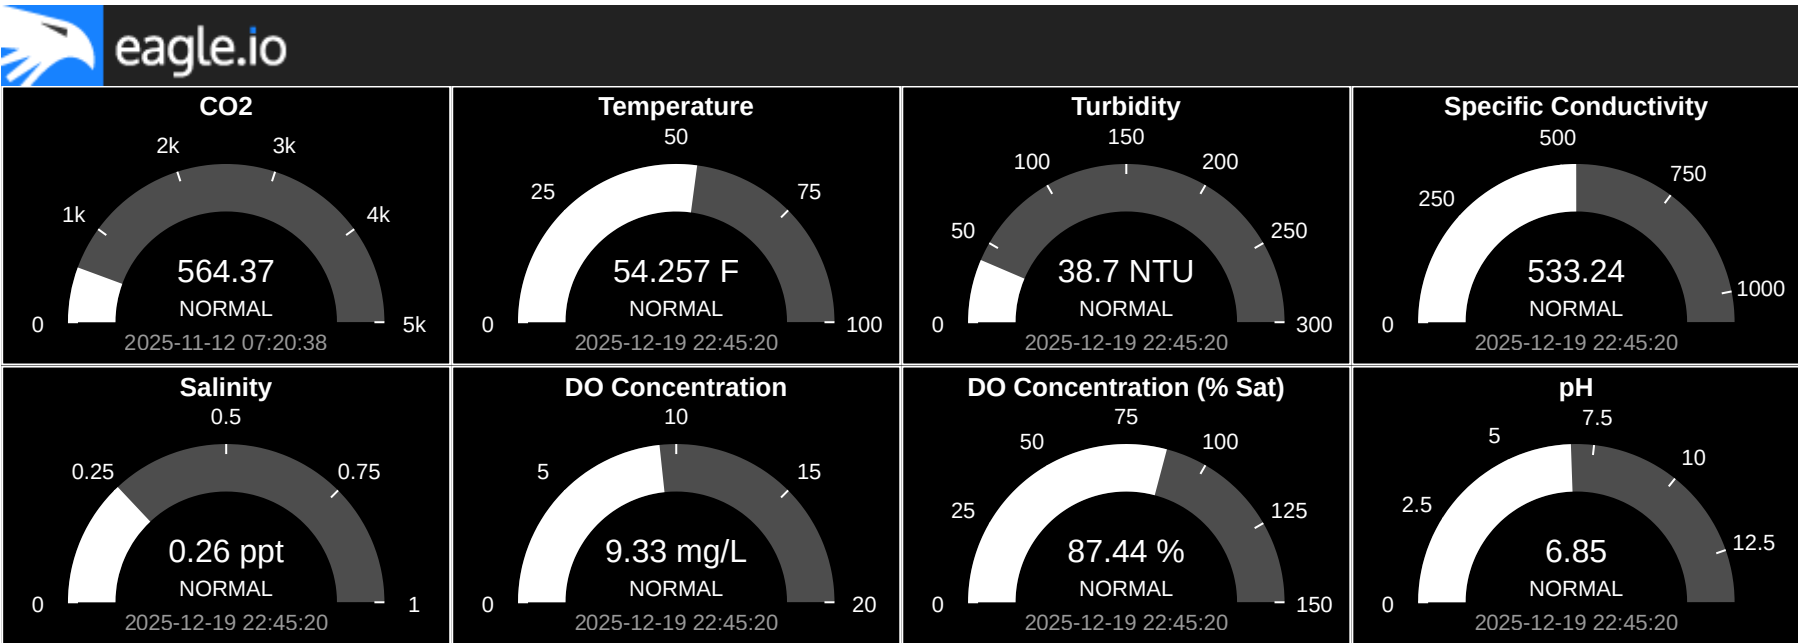 eagle.io
CO2
2k
3k
1k
4k
564.37
NORMAL
0
5k
2025-11-12 07:20:38
Temperature
50
25
75
54.257 F
NORMAL
0
100
2025-12-19 22:45:20
Turbidity
150
100
200
50
250
38.7 NTU
NORMAL
0
300
2025-12-19 22:45:20
Specific Conductivity
500
750
250
1000
533.24
NORMAL
0
2025-12-19 22:45:20
Salinity
0.5
0.25
0.75
0.26 ppt
NORMAL
0
1
2025-12-19 22:45:20
DO Concentration
10
5
15
9.33 mg/L
NORMAL
0
20
2025-12-19 22:45:20
DO Concentration (% Sat)
75
50
100
25
125
87.44 %
NORMAL
0
150
2025-12-19 22:45:20
pH
7.5
5
10
2.5
12.5
6.85
NORMAL
0
2025-12-19 22:45:20